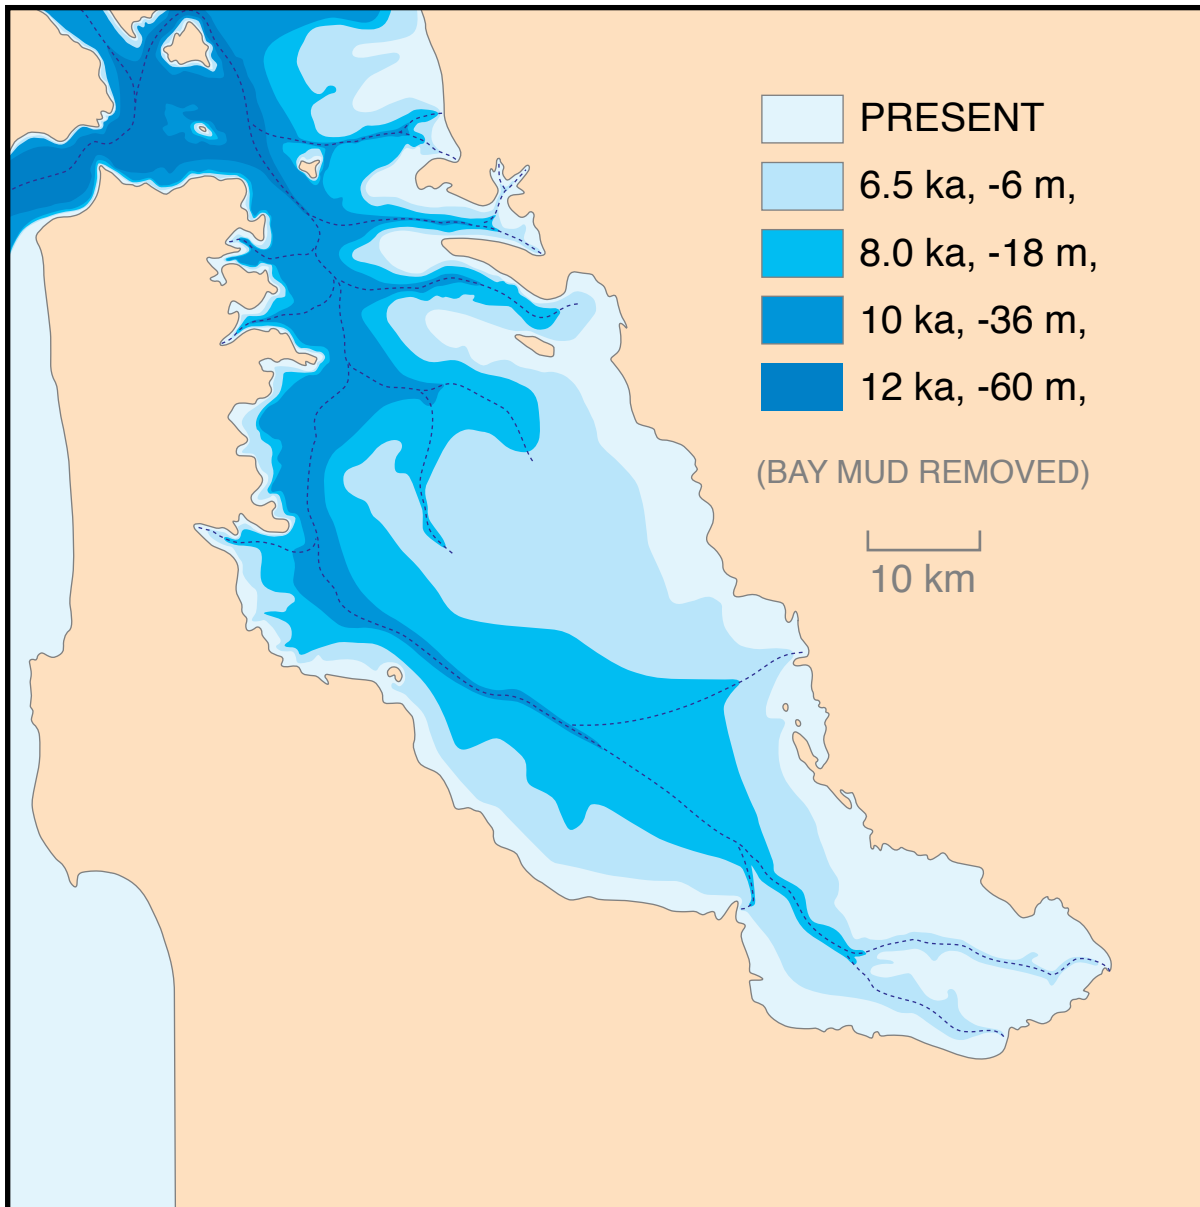 PRESENT
6.5 ka, -6 m,
8.0 ka, -18 m,
10 ka, -36 m,
12 ka, -60 m,
(BAY MUD REMOVED)
10 km